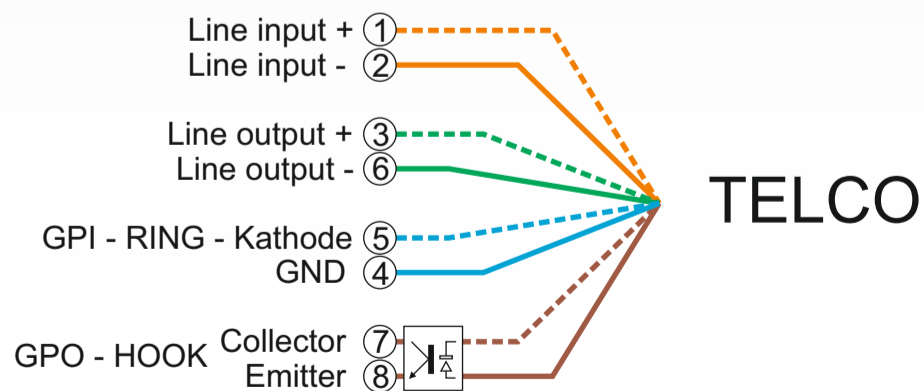 Line input + 1
Line input - 2
Line output + 3
Line output - 6
TELCO
GPI - RING - Kathode 5
GND 4
GPO - HOOK Collector 7
Emitter 8